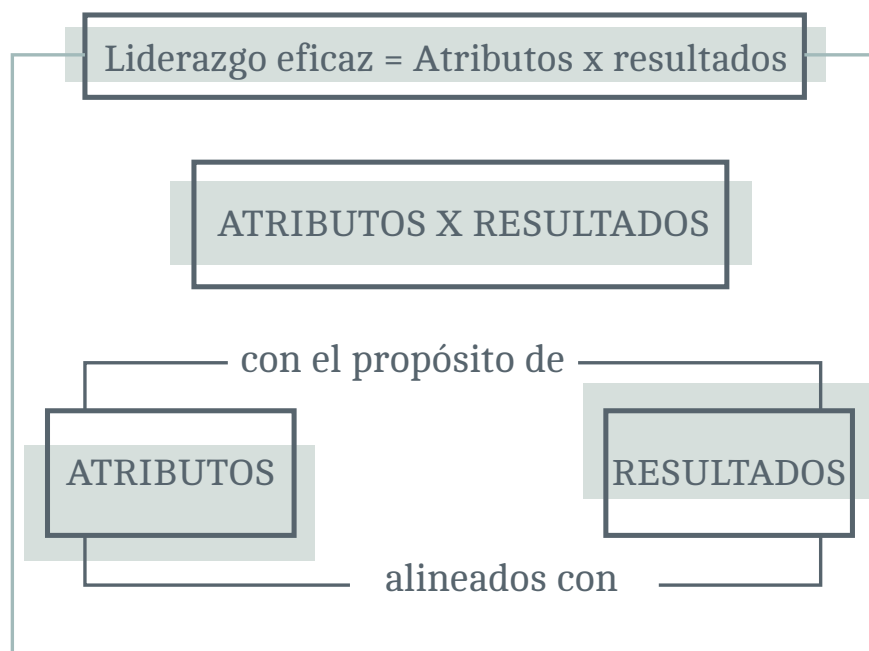 Liderazgo eficaz = Atributos x resultados
ATRIBUTOS X RESULTADOS
con el propósito de
ATRIBUTOS
RESULTADOS
alineados con